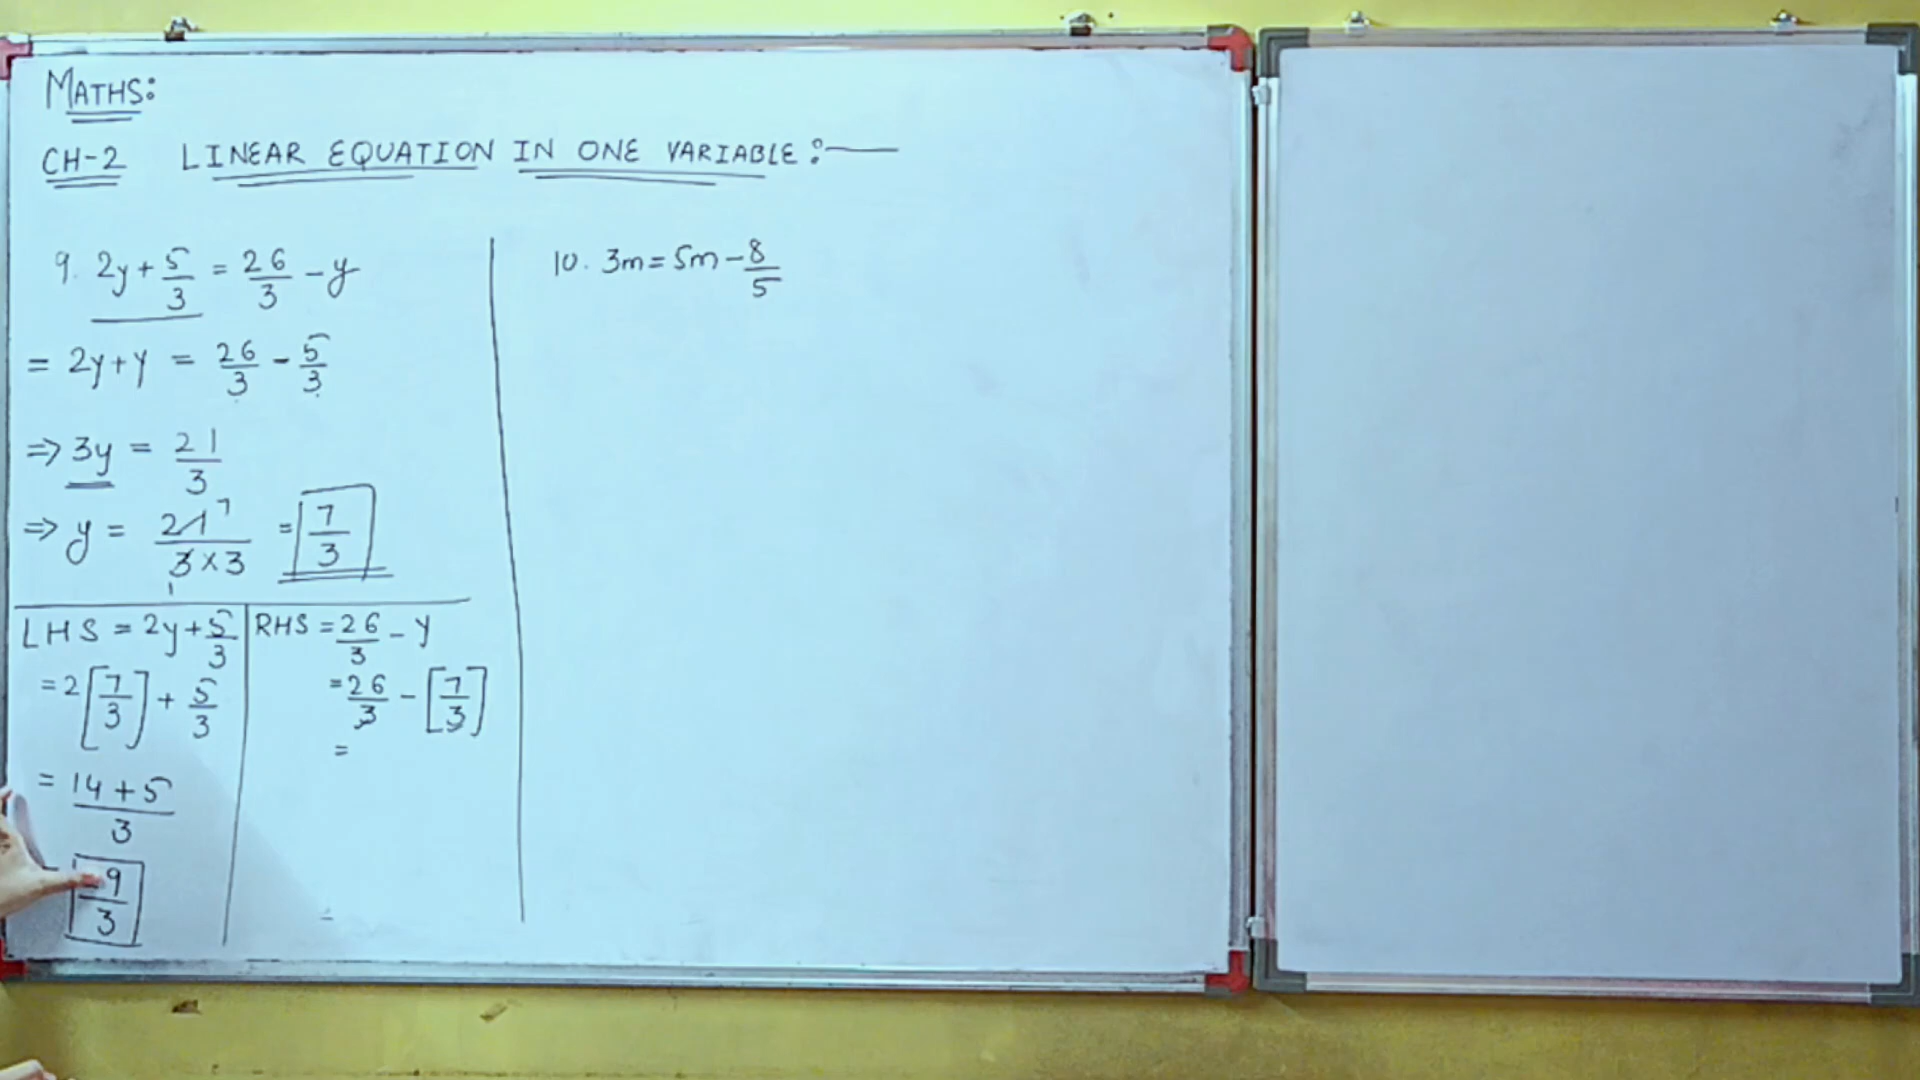 MATHS:
CH-2 LINEAR EQUATION IN ONE VARIABLE:—
9. 2y + 5/3 = 26/3 - y
= 2y + y = 26/3 - 5/3
⇒ 3y = 21/3
⇒ y = 21 7/3 1 × 3 = 7/3
LHS = 2y + 5/3
= 2[7/3] + 5/3
= 14 + 5/3
9/3
RHS = 26/3 - y
= 26/3 - [7/3]
=
10. 3m = 5m - 8/5